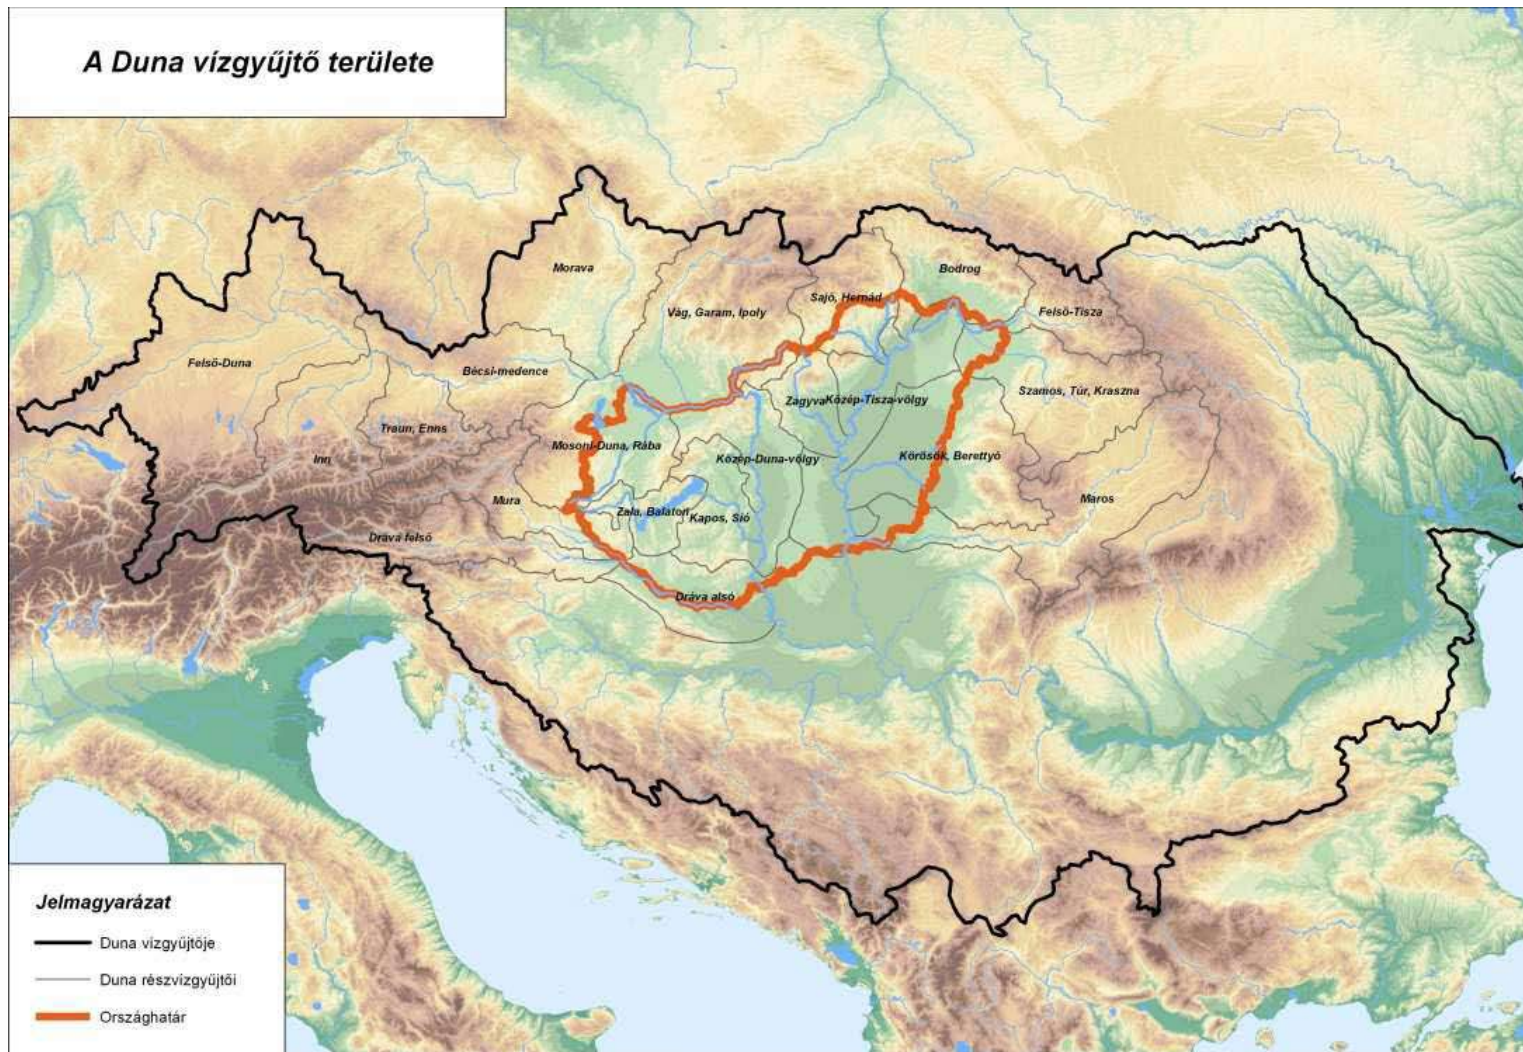 A Duna vízgyűjtő területe
Morava
Bodrog
Sajó, Hernád
Vág, Garam, Ipoly
Felső-Tisza
Felső-Duna
Bécsi-medence
Szamos, Túr, Kraszna
Zagyva
Közép-Tisza-völgy
Traun, Enns
Mosoni-Duna, Rába
Inn
Közép-Duna-völgy
Körösök, Berettyó
Mura
Maros
Zala, Balaton
Kapos, Sió
Dráva felső
Dráva alsó
Jelmagyarázat
Duna vízgyűjtője
Duna részvízgyűjtői
Országhatár